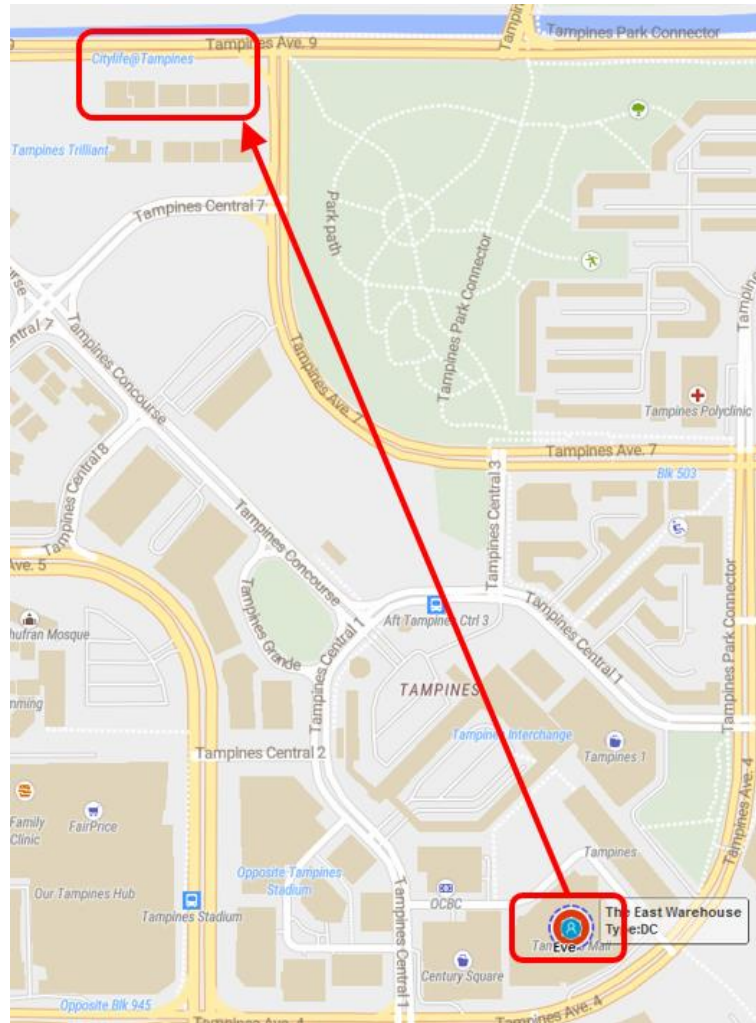 Tampines Park Connector
Tampines Ave. 9
Citylife@Tampines
Tampines Trilliant
Tampines Central 7
Park path
Tampines Park Connector
Tampines Concourse
Tampines Polyclinic
Tampines Ave. 7
Tampines Ave. 7
Blk 503
Tampines Central 8
Tampines Central 3
Tampines Concourse
Ave. 5
Tampines Grande
Aft Tampines Ctrl 3
Tampines Central 1
Tampines Central 1
Tampines Park Connector
TAMPINES
Tampines Interchange
Tampines 1
Tampines Central 2
Family
Clinic
FairPrice
Tampines Ave. 4
Our Tampines Hub
Opposite Tampines
Stadium
Tampines Stadium
OCBC
Tampines
The East Warehouse
Type:DC
Eve
Mall
Century Square
Tampines Central 1
Opposite Blk 945
Tampines Ave. 4
Tampines Ave. 4